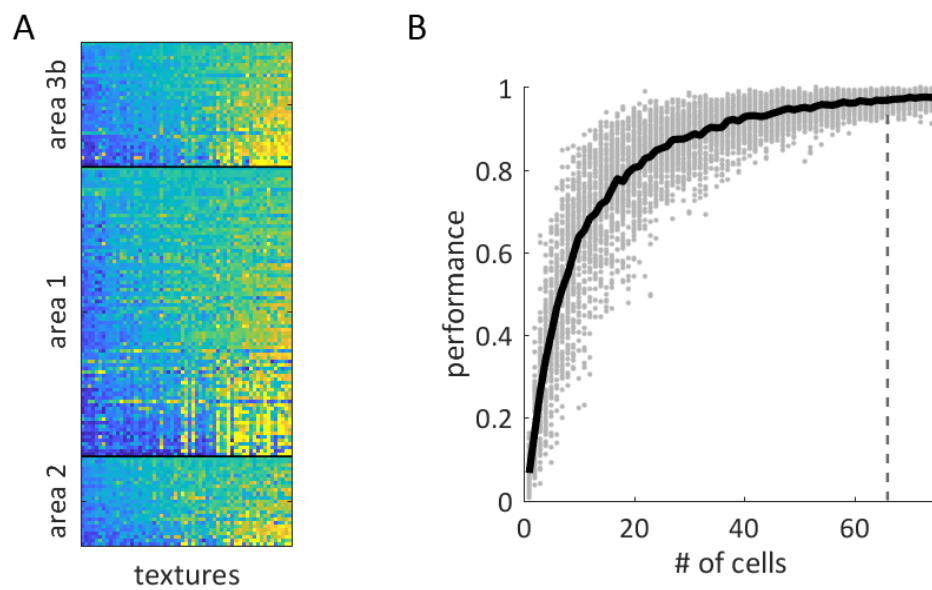 A
area 3b
area 1
area 2
textures
B
performance
1
0.8
0.6
0.4
0.2
0
0 20 40 60
# of cells